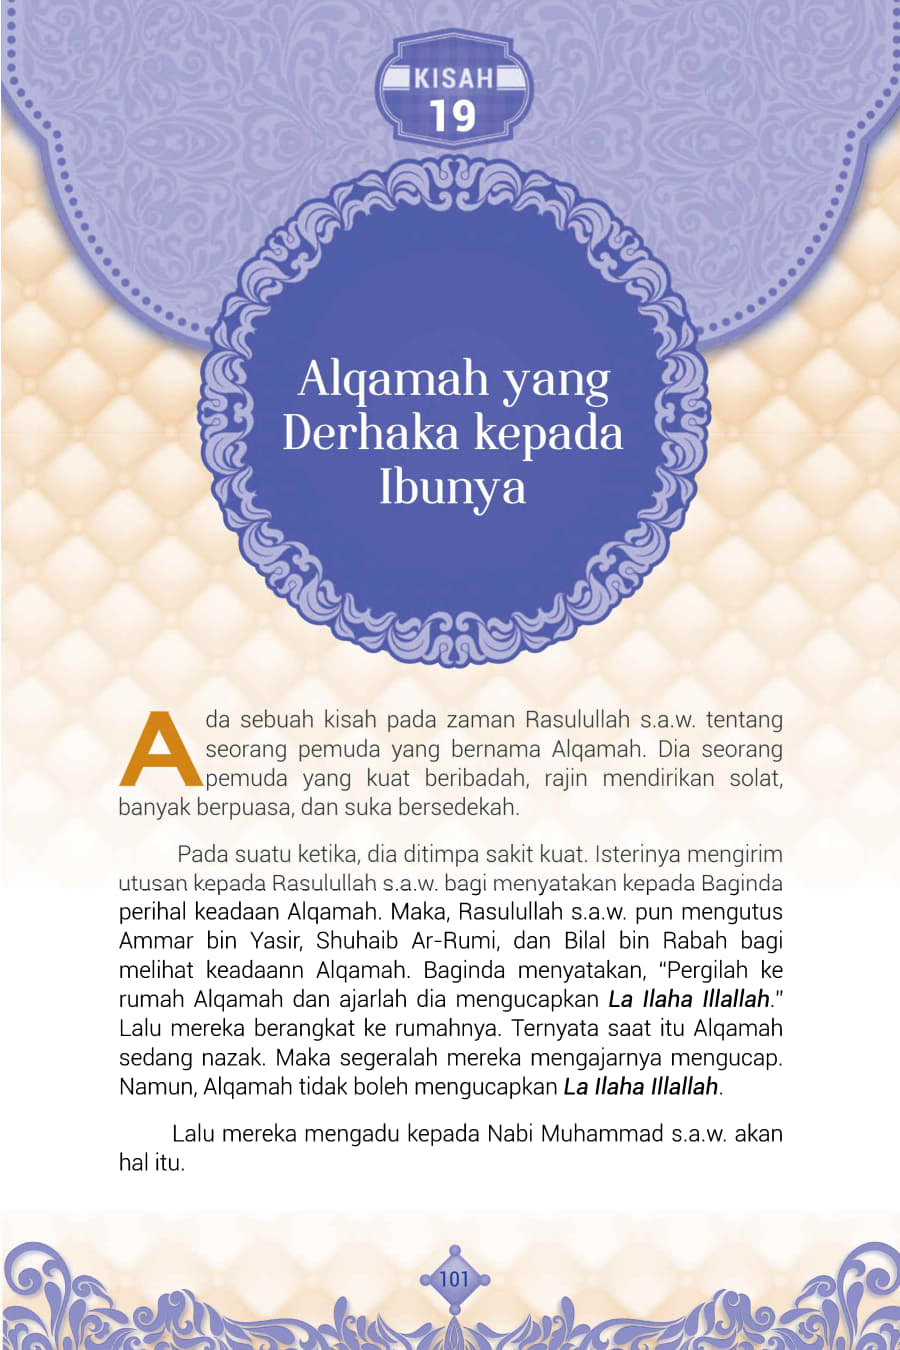 KISAH
19
Alqamah yang
Derhaka kepada
Ibunya
Ada sebuah kisah pada zaman Rasulullah s.a.w. tentang
seorang pemuda yang bernama Alqamah. Dia seorang
pemuda yang kuat beribadah, rajin mendirikan solat,
banyak berpuasa, dan suka bersedekah.
Pada suatu ketika, dia ditimpa sakit kuat. Isterinya mengirim
utusan kepada Rasulullah s.a.w. bagi menyatakan kepada Baginda
perihal keadaan Alqamah. Maka, Rasulullah s.a.w. pun mengutus
Ammar bin Yasir, Shuhaib Ar-Rumi, dan Bilal bin Rabah bagi
melihat keadaann Alqamah. Baginda menyatakan, “Pergilah ke
rumah Alqamah dan ajarlah dia mengucapkan La Ilaha Illallah.”
Lalu mereka berangkat ke rumahnya. Ternyata saat itu Alqamah
sedang nazak. Maka segeralah mereka mengajarnya mengucap.
Namun, Alqamah tidak boleh mengucapkan La Ilaha Illallah.
Lalu mereka mengadu kepada Nabi Muhammad s.a.w. akan
hal itu.
101